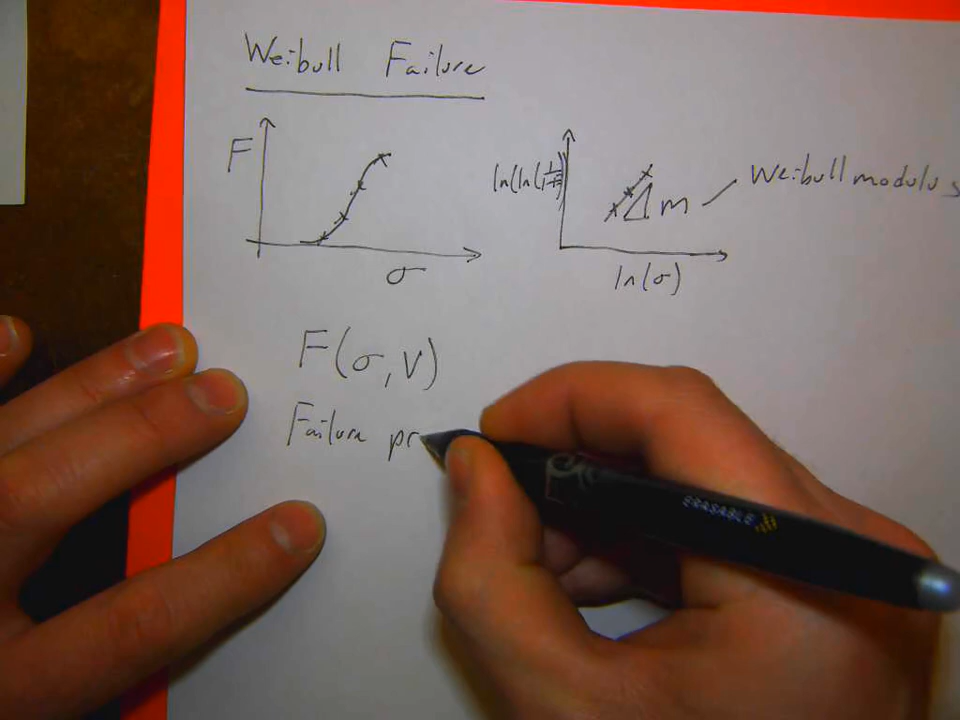 Weibull Failure
F
σ
ln(ln(1/1-F))
m
Weibull modulus
ln(σ)
F(σ,V)
Failure pr
ERASABLE